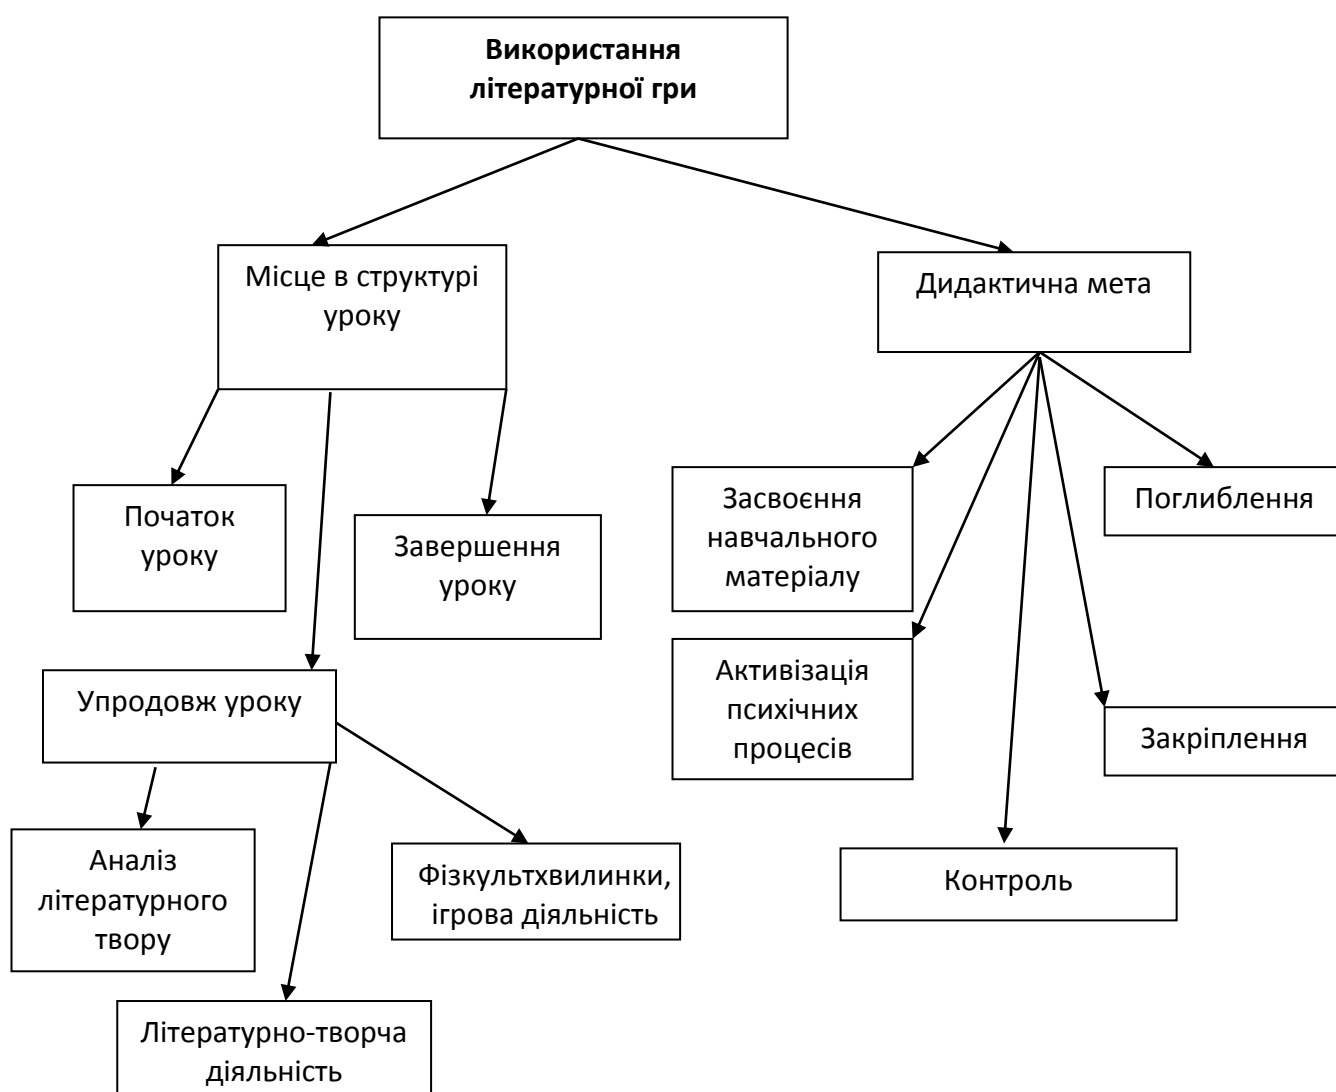 Використання
літературної гри
Місце в структурі
уроку
Дидактична мета
Початок
уроку
Завершення
уроку
Засвоєння
навчального
матеріалу
Поглиблення
Упродовж уроку
Активізація
психічних
процесів
Закріплення
Аналіз
літературного
твору
Фізкультхвилинки,
ігрова діяльність
Контроль
Літературно-творча
діяльність